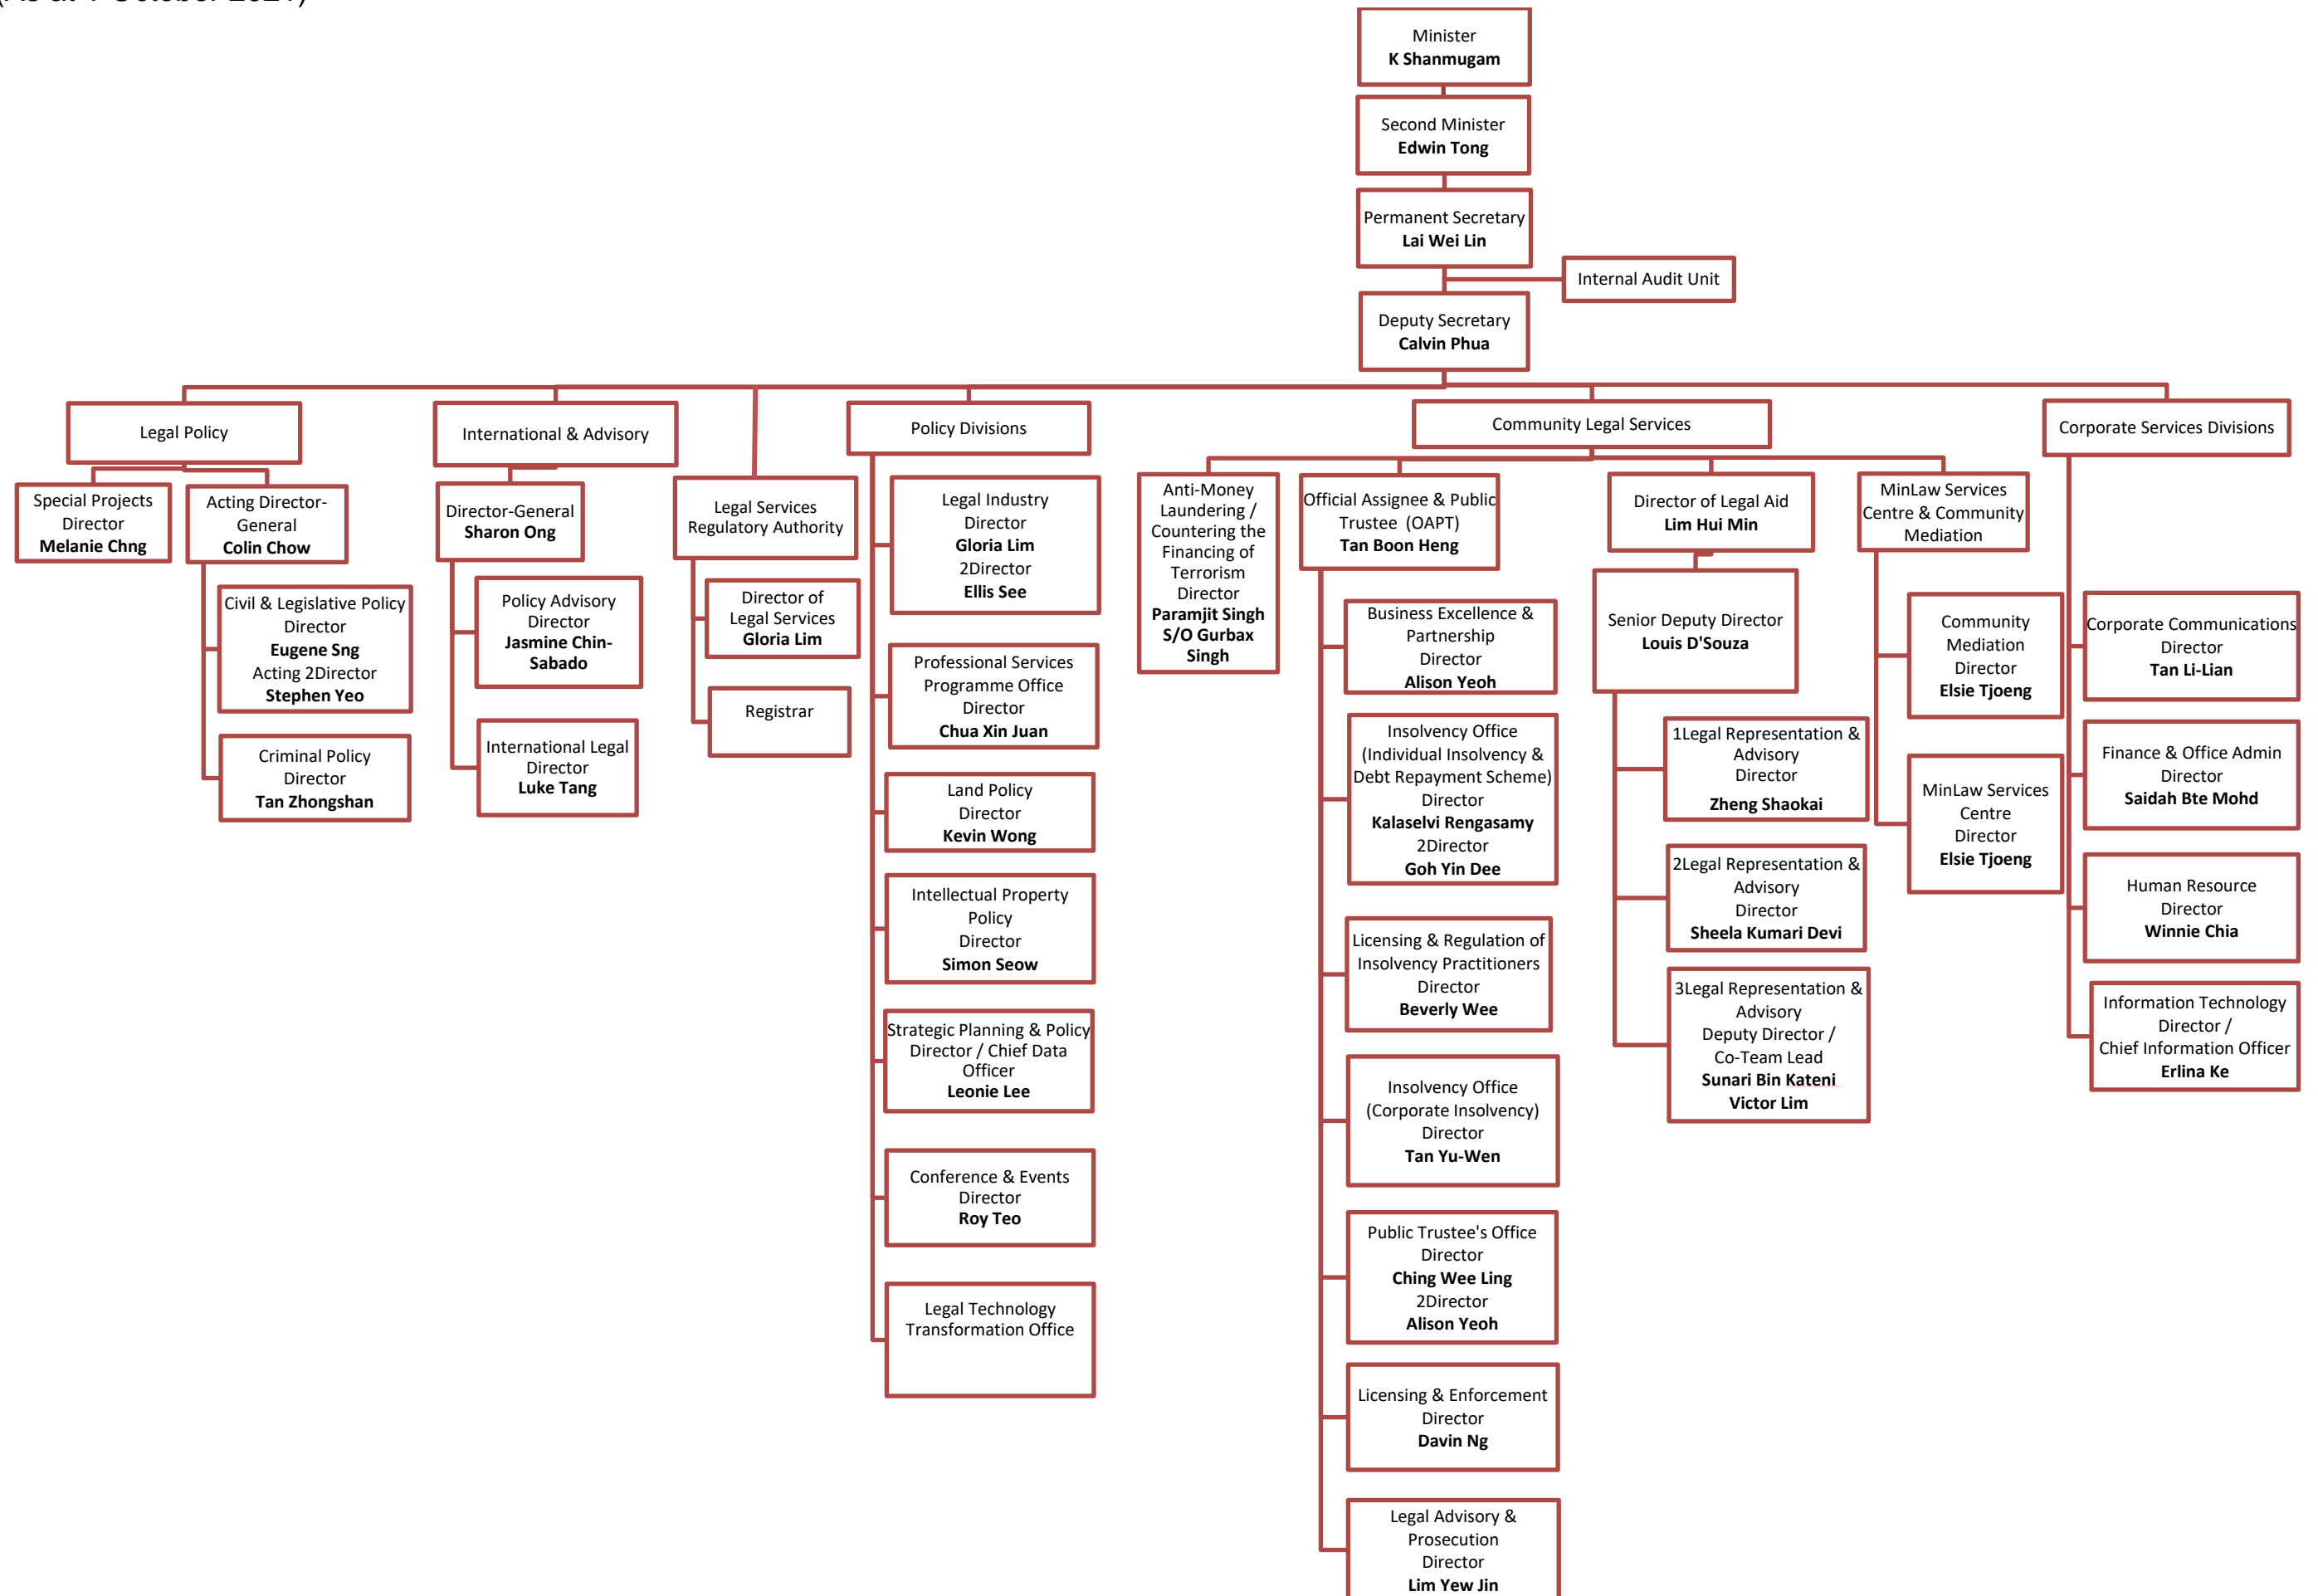 Minister
K Shanmugam
Second Minister
Edwin Tong
Permanent Secretary
Lai Wei Lin
Internal Audit Unit
Deputy Secretary
Calvin Phua
Legal Policy
Special Projects
Director
Melanie Chng
Acting Director-
General
Colin Chow
Civil & Legislative Policy
Director
Eugene Sng
Acting 2Director
Stephen Yeo
Criminal Policy
Director
Tan Zhongshan
International & Advisory
Director-General
Sharon Ong
Policy Advisory
Director
Jasmine Chin-
Sabado
International Legal
Director
Luke Tang
Legal Services
Regulatory Authority
Director of
Legal Services
Gloria Lim
Registrar
Policy Divisions
Legal Industry
Director
Gloria Lim
2Director
Ellis See
Professional Services
Programme Office
Director
Chua Xin Juan
Land Policy
Director
Kevin Wong
Intellectual Property
Policy
Director
Simon Seow
Strategic Planning & Policy
Director / Chief Data
Officer
Leonie Lee
Conference & Events
Director
Roy Teo
Legal Technology
Transformation Office
Community Legal Services
Anti-Money
Laundering /
Countering the
Financing of
Terrorism
Director
Paramjit Singh
S/O Gurbax
Singh
Official Assignee & Public
Trustee (OAPT)
Tan Boon Heng
Business Excellence &
Partnership
Director
Alison Yeoh
Insolvency Office
(Individual Insolvency &
Debt Repayment Scheme)
Director
Kalaselvi Rengasamy
2Director
Goh Yin Dee
Licensing & Regulation of
Insolvency Practitioners
Director
Beverly Wee
Insolvency Office
(Corporate Insolvency)
Director
Tan Yu-Wen
Public Trustee's Office
Director
Ching Wee Ling
2Director
Alison Yeoh
Licensing & Enforcement
Director
Davin Ng
Legal Advisory &
Prosecution
Director
Lim Yew Jin
Director of Legal Aid
Lim Hui Min
Senior Deputy Director
Louis D'Souza
1Legal Representation &
Advisory
Director
Zheng Shaokai
2Legal Representation &
Advisory
Director
Sheela Kumari Devi
3Legal Representation &
Advisory
Deputy Director /
Co-Team Lead
Sunari Bin Kateni
Victor Lim
MinLaw Services
Centre & Community
Mediation
Community
Mediation
Director
Elsie Tjoeng
MinLaw Services
Centre
Director
Elsie Tjoeng
Corporate Services Divisions
Corporate Communications
Director
Tan Li-Lian
Finance & Office Admin
Director
Saidah Bte Mohd
Human Resource
Director
Winnie Chia
Information Technology
Director /
Chief Information Officer
Erlina Ke